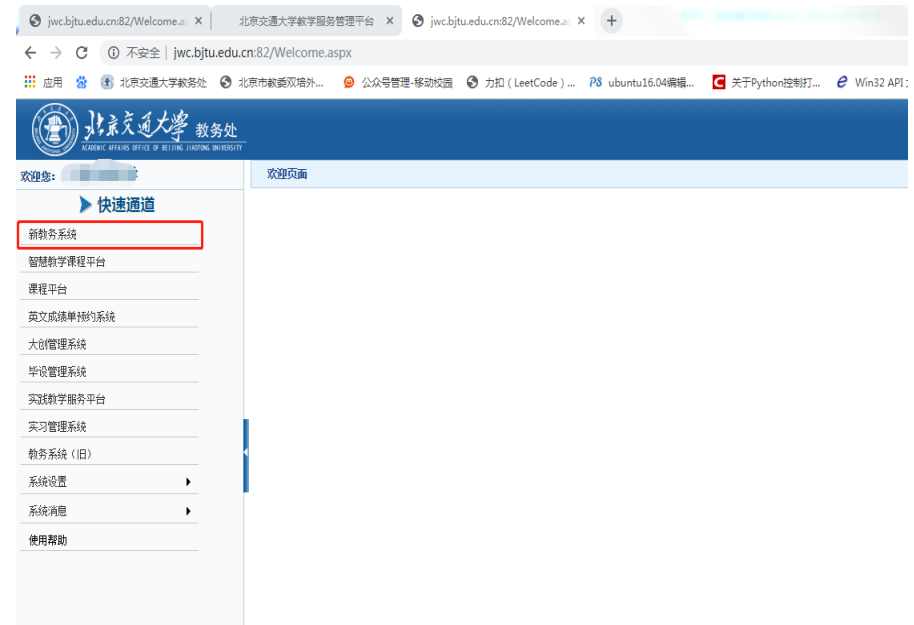 jwc.bjtu.edu.cn:82/Welcome.a
北京交通大学教学服务管理平台
jwc.bjtu.edu.cn:82/Welcome.a
不安全 | jwc.bjtu.edu.cn:82/Welcome.aspx
应用
北京交通大学教务处
北京市教委双培外...
公众号管理-移动校园
力扣 ( LeetCode ) ...
ubuntu16.04编辑...
关于Python控制打...
Win32 API
北京交通大学 教务处
ACADEMIC AFFAIRS OFFICE OF BEIJING JIAOTONG UNIVERSITY
欢迎您:
欢迎页面
快速通道
新教务系统
智慧教学课程平台
课程平台
英文成绩单预约系统
大创管理系统
毕设管理系统
实践教学服务平台
实习管理系统
教务系统（旧）
系统设置
系统消息
使用帮助